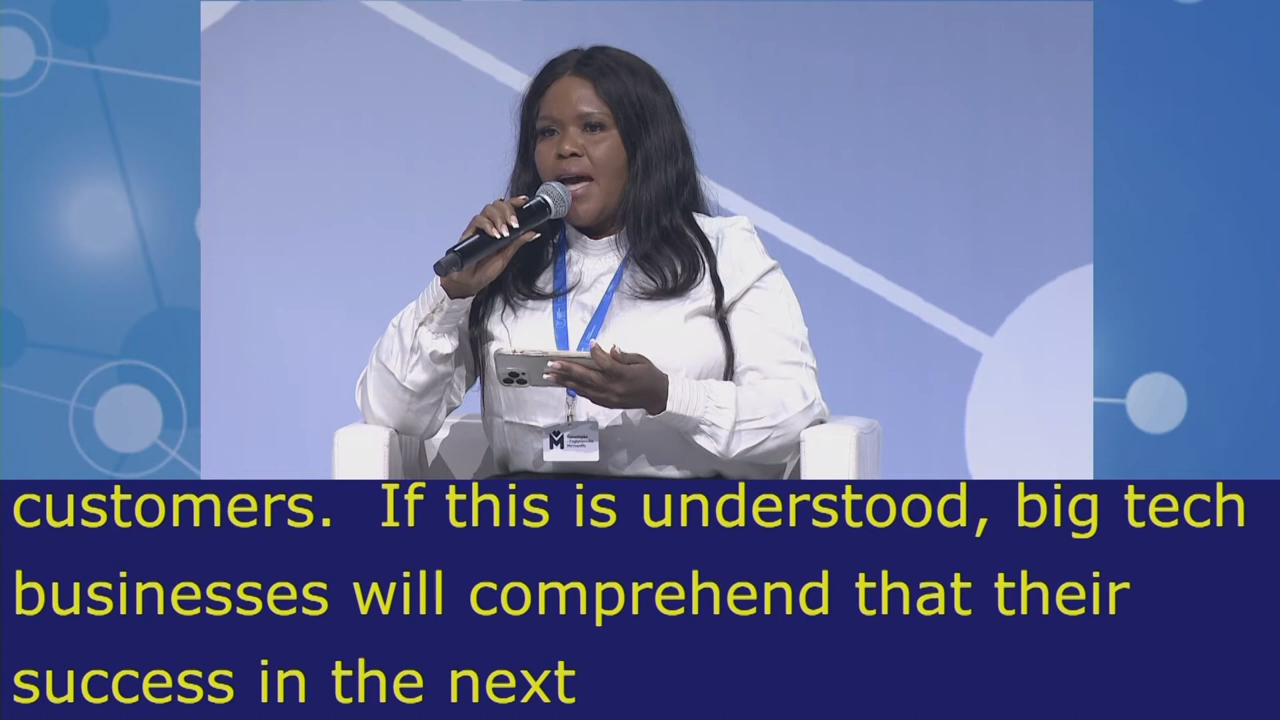 customers.  If this is understood, big tech
businesses will comprehend that their
success in the next